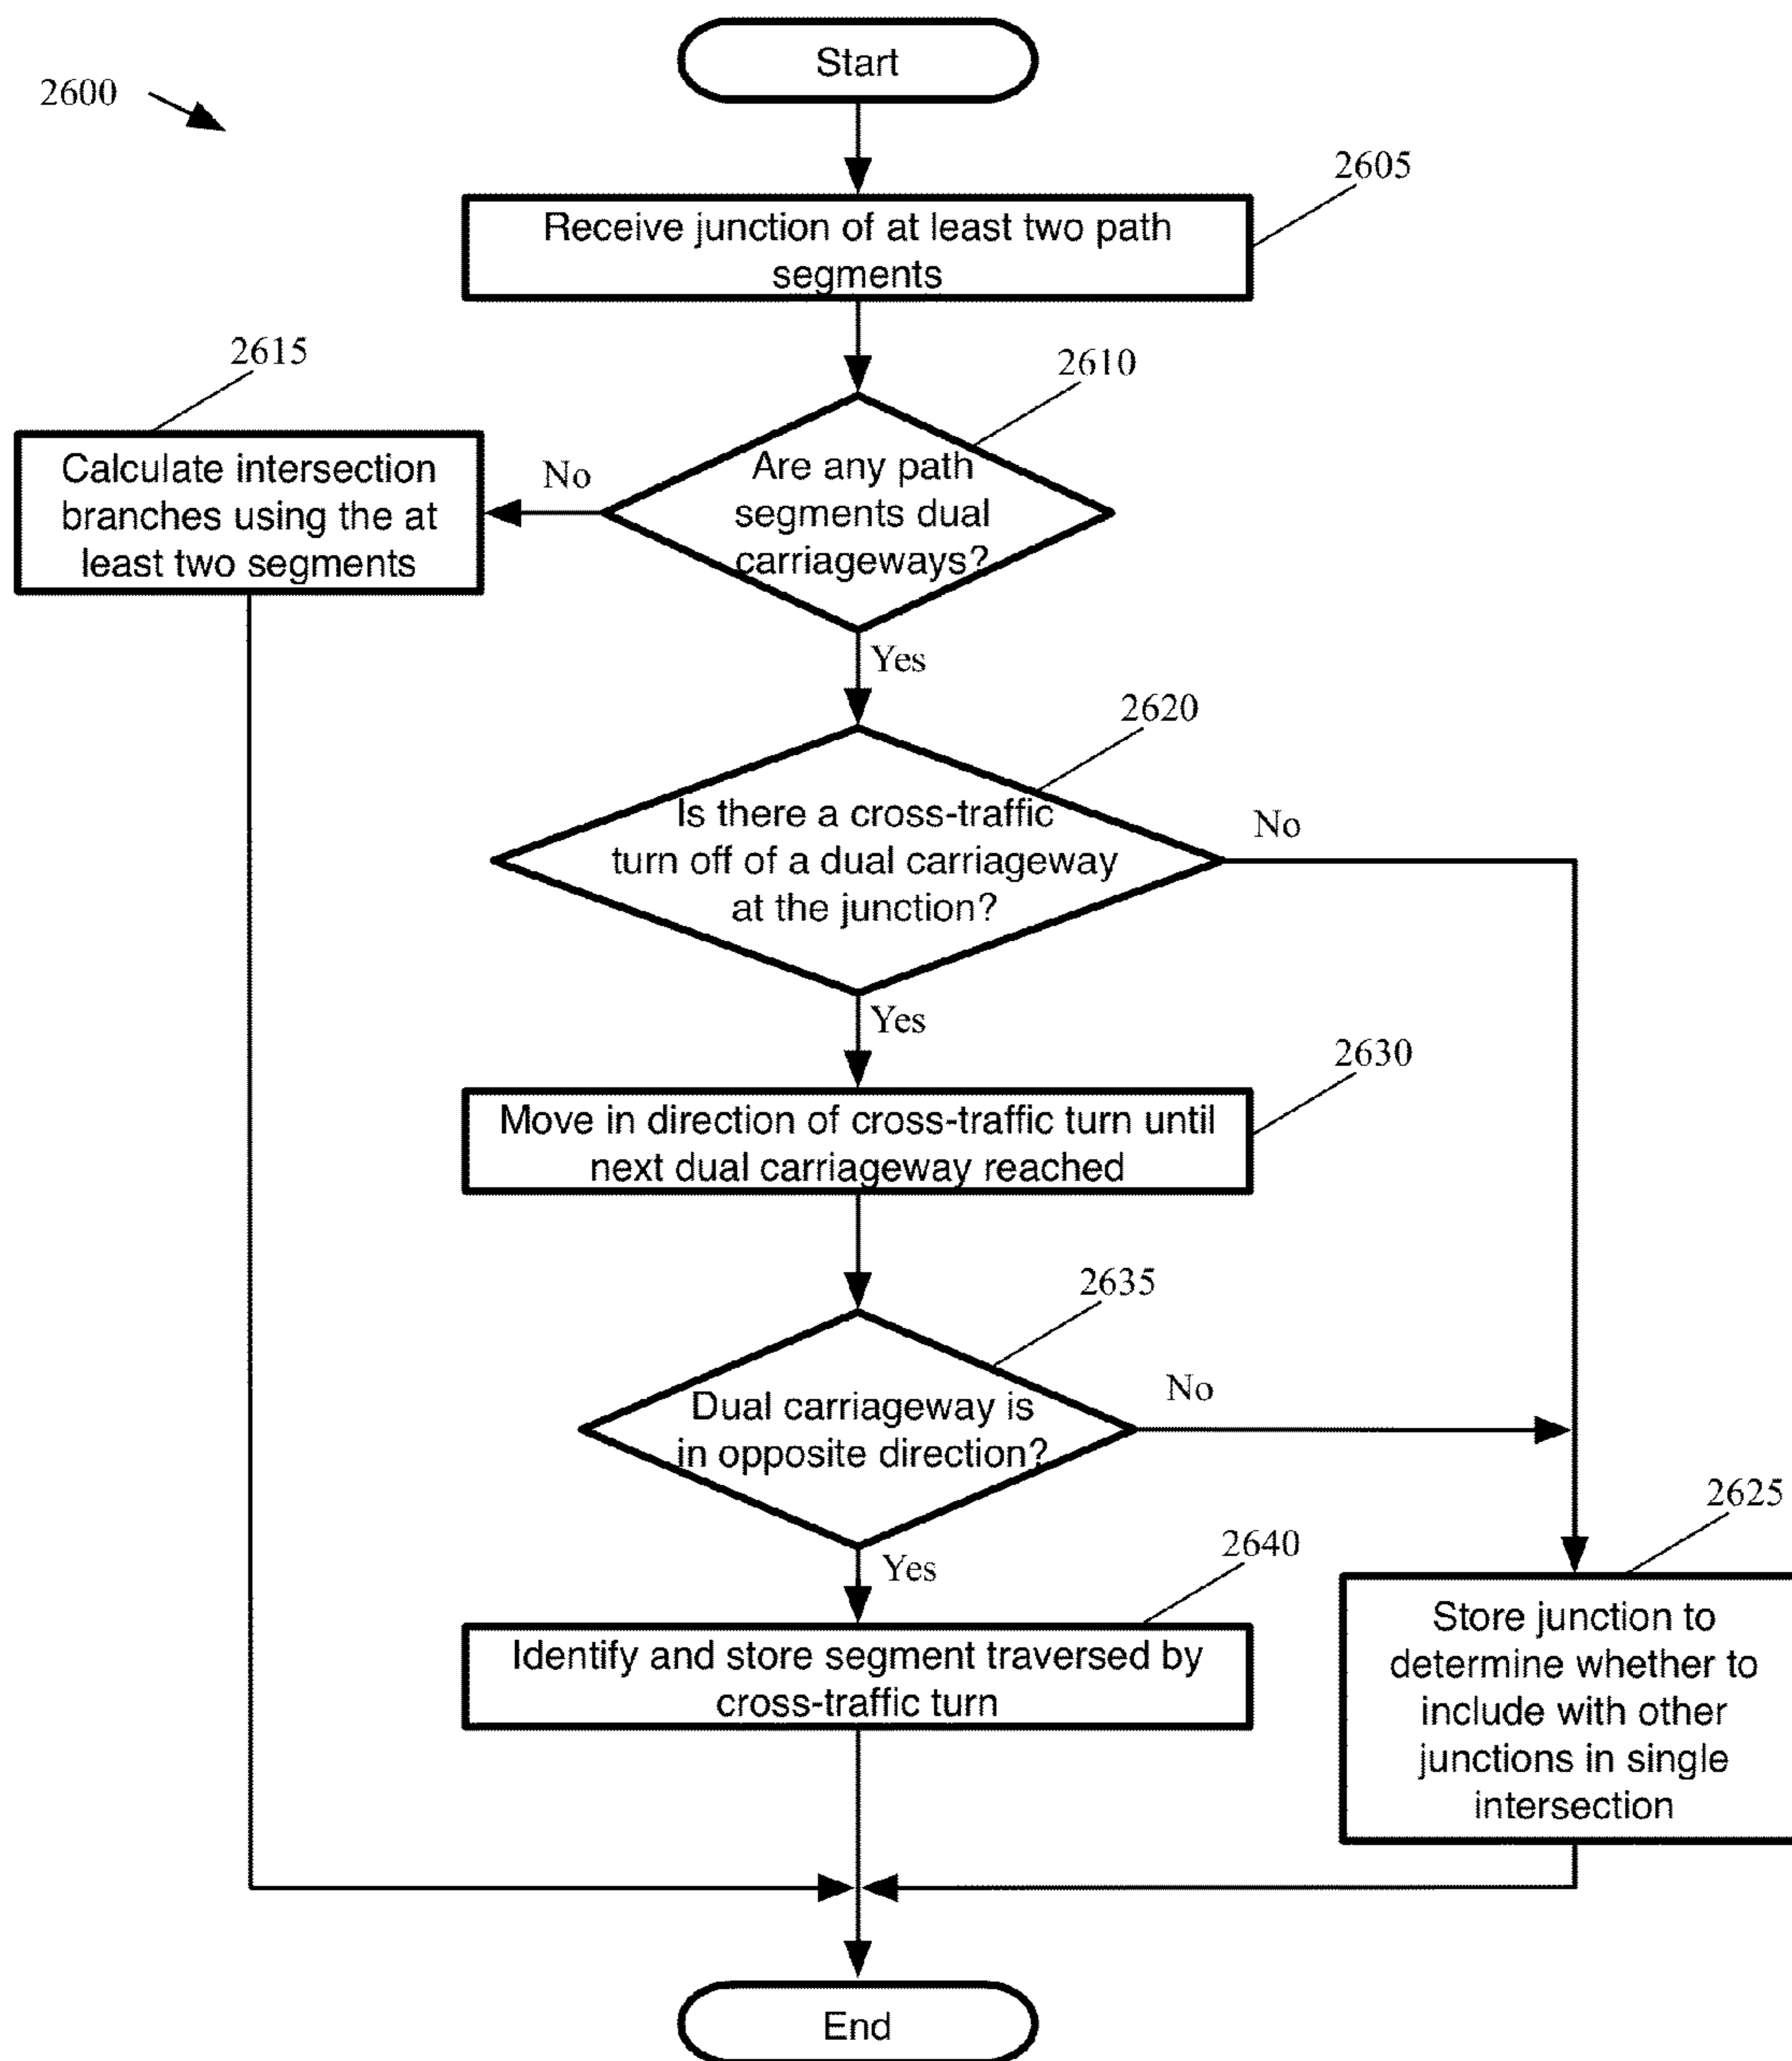 Start
2600
2605
Receive junction of at least two path
segments
2615
2610
Calculate intersection
branches using the at
least two segments
No
Are any path
segments dual
carriageways?
Yes
2620
Is there a cross-traffic
turn off of a dual carriageway
at the junction?
No
Yes
2630
Move in direction of cross-traffic turn until
next dual carriageway reached
2635
Dual carriageway is
in opposite direction?
No
2625
Yes
2640
Identify and store segment traversed by
cross-traffic turn
Store junction to
determine whether to
include with other
junctions in single
intersection
End